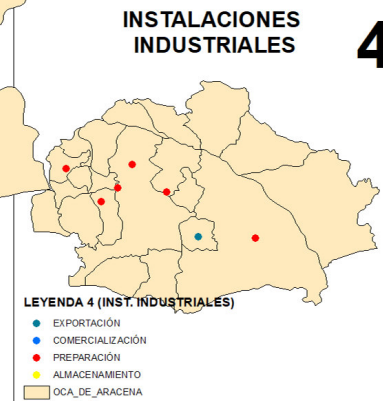 INSTALACIONES
INDUSTRIALES
4
LEYENDA 4 (INST. INDUSTRIALES)
EXPORTACIÓN
COMERCIALIZACIÓN
PREPARACIÓN
ALMACENAMIENTO
OCA_DE_ARACENA